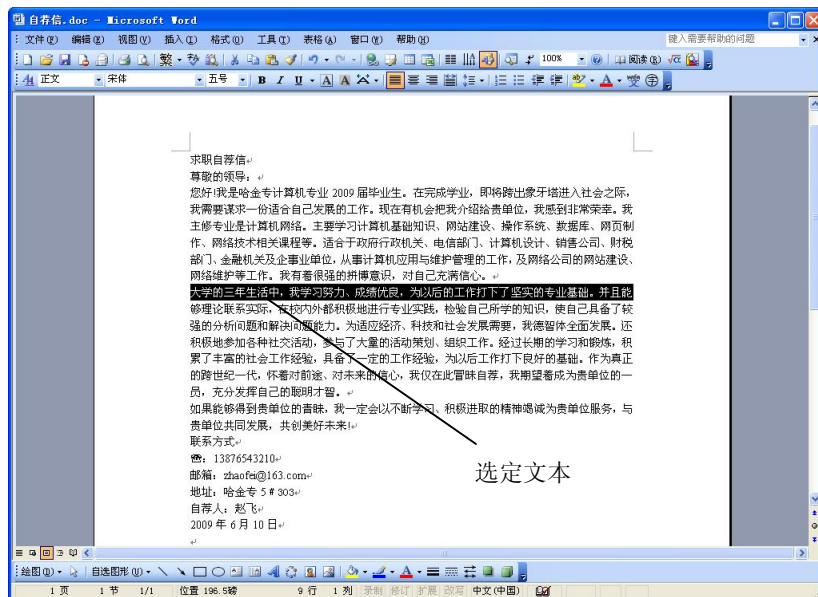 自荐信.doc - Microsoft Word
文件(F) 编辑(E) 视图(V) 插入(I) 格式(O) 工具(T) 表格(A) 窗口(W) 帮助(H) 键入需要帮助的问题
繁 100% 阅读(R)
正文 宋体 五号 B I U A A A
求职自荐信
尊敬的领导：
您好!我是哈金专计算机专业 2009 届毕业生。在完成学业，即将跨出象牙塔进入社会之际，
我需要谋求一份适合自己发展的工作。现在有机会把我介绍给贵单位，我感到非常荣幸。我
主修专业是计算机网络。主要学习计算机基础知识、网站建设、操作系统、数据库、网页制
作、网络技术相关课程等。适合于政府行政机关、电信部门、计算机设计、销售公司、财税
部门、金融机关及企事业单位，从事计算机应用与维护管理的工作，及网络公司的网站建设、
网络维护等工作。我有着很强的拼博意识，对自己充满信心。
大学的三年生活中，我学习努力、成绩优良，为以后的工作打下了坚实的专业基础。并且能
够理论联系实际，在校内外都积极地进行专业实践，检验自己所学的知识，使自己具备了较
强的分析问题和解决问题能力。为适应经济、科技和社会发展需要，我德智体全面发展。还
积极地参加各种社交活动，参与了大量的活动策划、组织工作。经过长期的学习和锻炼，积
累了丰富的社会工作经验，具备了一定的工作经验，为以后工作打下良好的基础。作为真正
的跨世纪一代，怀着对前途、对未来的信心，我仅在此冒昧自荐，我期望着成为贵单位的一
员，充分发挥自己的聪明才智。
如果能够得到贵单位的青昧，我一定会以不断学习、积极进取的精神竭诚为贵单位服务，与
贵单位共同发展，共创美好未来!
联系方式
☎：13876543210
选定文本
邮箱：zhaofei@163.com
地址：哈金专 5＃303
自荐人：赵飞
2009 年 6 月 10 日
绘图(D) 自选图形(U)
1 页 1 节 1/1 位置 196.5磅 9 行 1 列 录制 修订 扩展 改写 中文(中国)